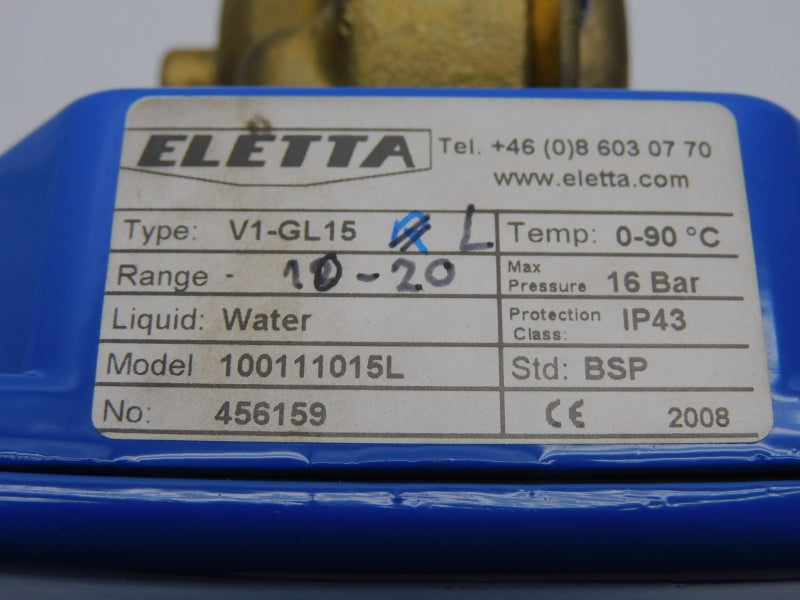 ELETTA Tel. +46 (0)8 603 07 70
www.eletta.com
Type: V1-GL15 L Temp: 0-90 °C
Range - 10-20 Max Pressure 16 Bar
Liquid: Water Protection Class: IP43
Model 100111015L Std: BSP
No: 456159 CE 2008